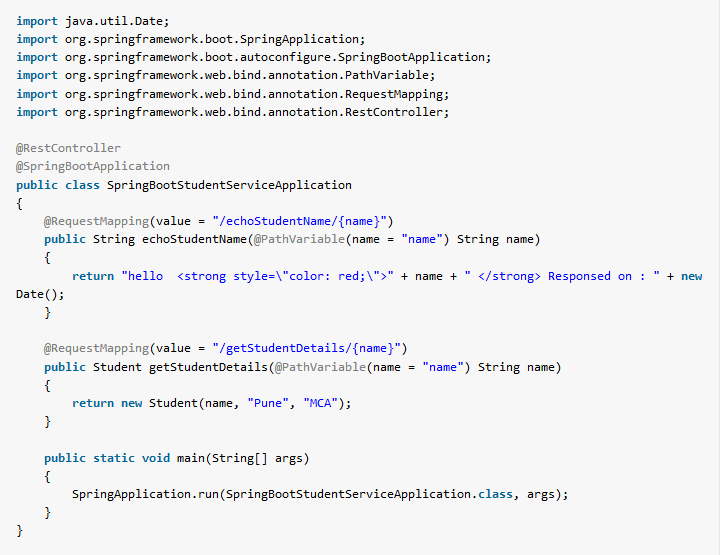 import java.util.Date;
import org.springframework.boot.SpringApplication;
import org.springframework.boot.autoconfigure.SpringBootApplication;
import org.springframework.web.bind.annotation.PathVariable;
import org.springframework.web.bind.annotation.RequestMapping;
import org.springframework.web.bind.annotation.RestController;

@RestController
@SpringBootApplication
public class SpringBootStudentServiceApplication
{
    @RequestMapping(value = "/echoStudentName/{name}")
    public String echoStudentName(@PathVariable(name = "name") String name)
    {
        return "hello  <strong style=\"color: red;\">" + name + " </strong> Responsed on : " + new
Date();
    }

    @RequestMapping(value = "/getStudentDetails/{name}")
    public Student getStudentDetails(@PathVariable(name = "name") String name)
    {
        return new Student(name, "Pune", "MCA");
    }

    public static void main(String[] args)
    {
        SpringApplication.run(SpringBootStudentServiceApplication.class, args);
    }
}